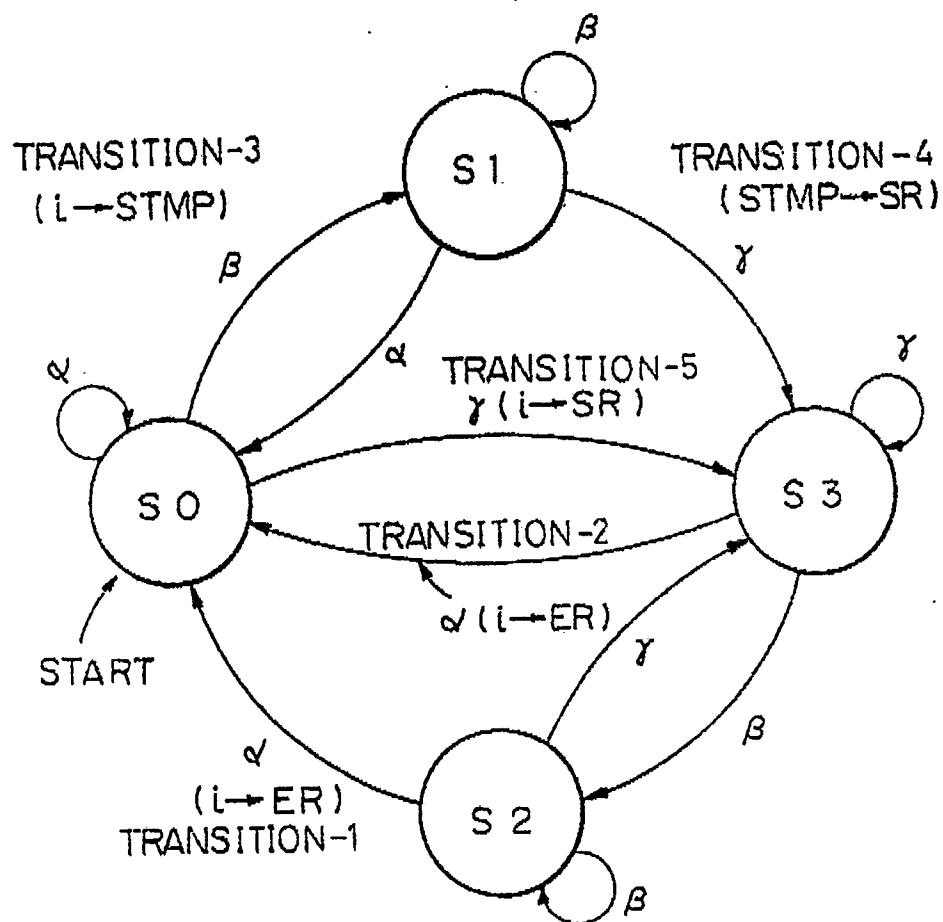 β
TRANSITION-3
(i→STMP)
S1
TRANSITION-4
(STMP→SR)
β
γ
α
α
TRANSITION-5
γ(i→SR)
γ
S0
S3
TRANSITION-2
α(i→ER)
START
γ
β
α
(i→ER)
TRANSITION-1
S2
β